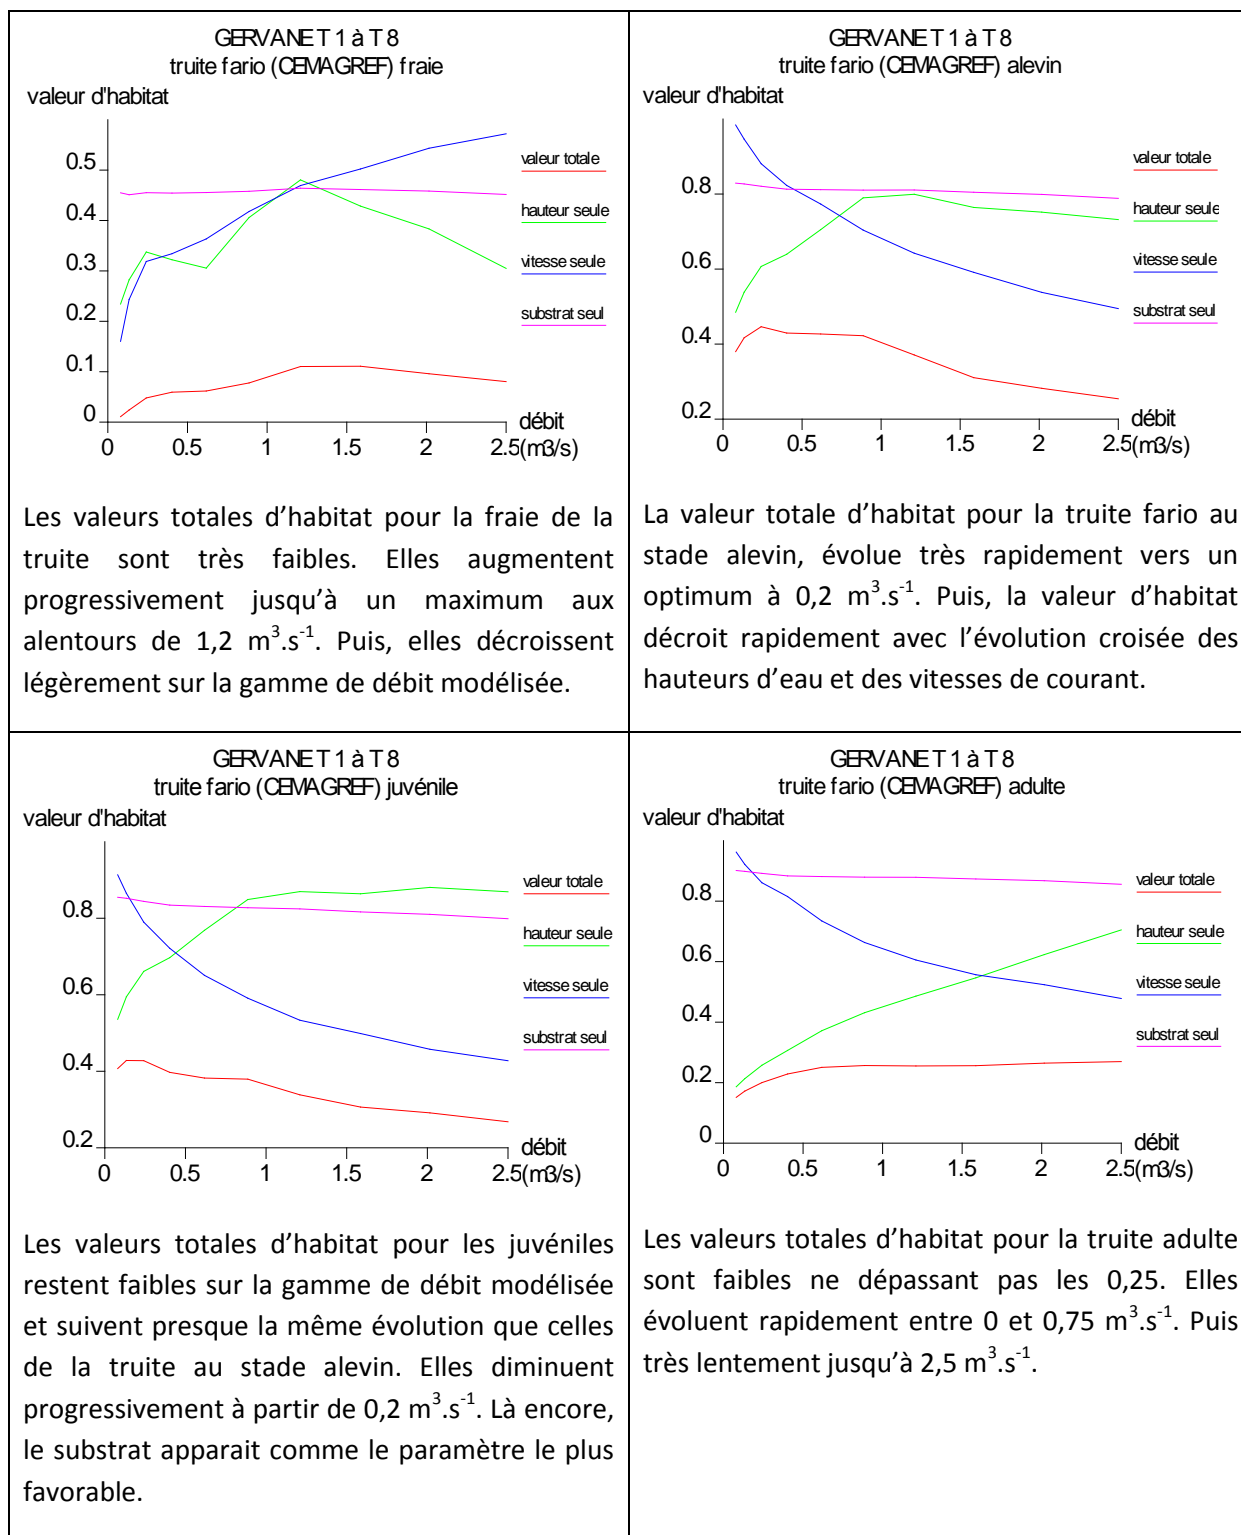 GERVANE T 1 à T 8
truite fario (CEMAGREF) fraie
valeur d'habitat
0.5
0.4
0.3
0.2
0.1
0
0
0.5
1
1.5
2
2.5
débit
(m3/s)
valeur totale
hauteur seule
vitesse seule
substrat seul
Les valeurs totales d’habitat pour la fraie de la
truite sont très faibles. Elles augmentent
progressivement jusqu’à un maximum aux
alentours de 1,2 m³.s⁻¹. Puis, elles décroissent
légèrement sur la gamme de débit modélisée.
GERVANE T 1 à T 8
truite fario (CEMAGREF) alevin
valeur d'habitat
0.8
0.6
0.4
0.2
0
0.5
1
1.5
2
2.5
débit
(m3/s)
valeur totale
hauteur seule
vitesse seule
substrat seul
La valeur totale d’habitat pour la truite fario au
stade alevin, évolue très rapidement vers un
optimum à 0,2 m³.s⁻¹. Puis, la valeur d’habitat
décroit rapidement avec l’évolution croisée des
hauteurs d’eau et des vitesses de courant.
GERVANE T 1 à T 8
truite fario (CEMAGREF) juvénile
valeur d'habitat
0.8
0.6
0.4
0.2
0
0.5
1
1.5
2
2.5
débit
(m3/s)
valeur totale
hauteur seule
vitesse seule
substrat seul
Les valeurs totales d’habitat pour les juvéniles
restent faibles sur la gamme de débit modélisée
et suivent presque la même évolution que celles
de la truite au stade alevin. Elles diminuent
progressivement à partir de 0,2 m³.s⁻¹. Là encore,
le substrat apparait comme le paramètre le plus
favorable.
GERVANE T 1 à T 8
truite fario (CEMAGREF) adulte
valeur d'habitat
0.8
0.6
0.4
0.2
0
0
0.5
1
1.5
2
2.5
débit
(m3/s)
valeur totale
hauteur seule
vitesse seule
substrat seul
Les valeurs totales d’habitat pour la truite adulte
sont faibles ne dépassant pas les 0,25. Elles
évoluent rapidement entre 0 et 0,75 m³.s⁻¹. Puis
très lentement jusqu’à 2,5 m³.s⁻¹.